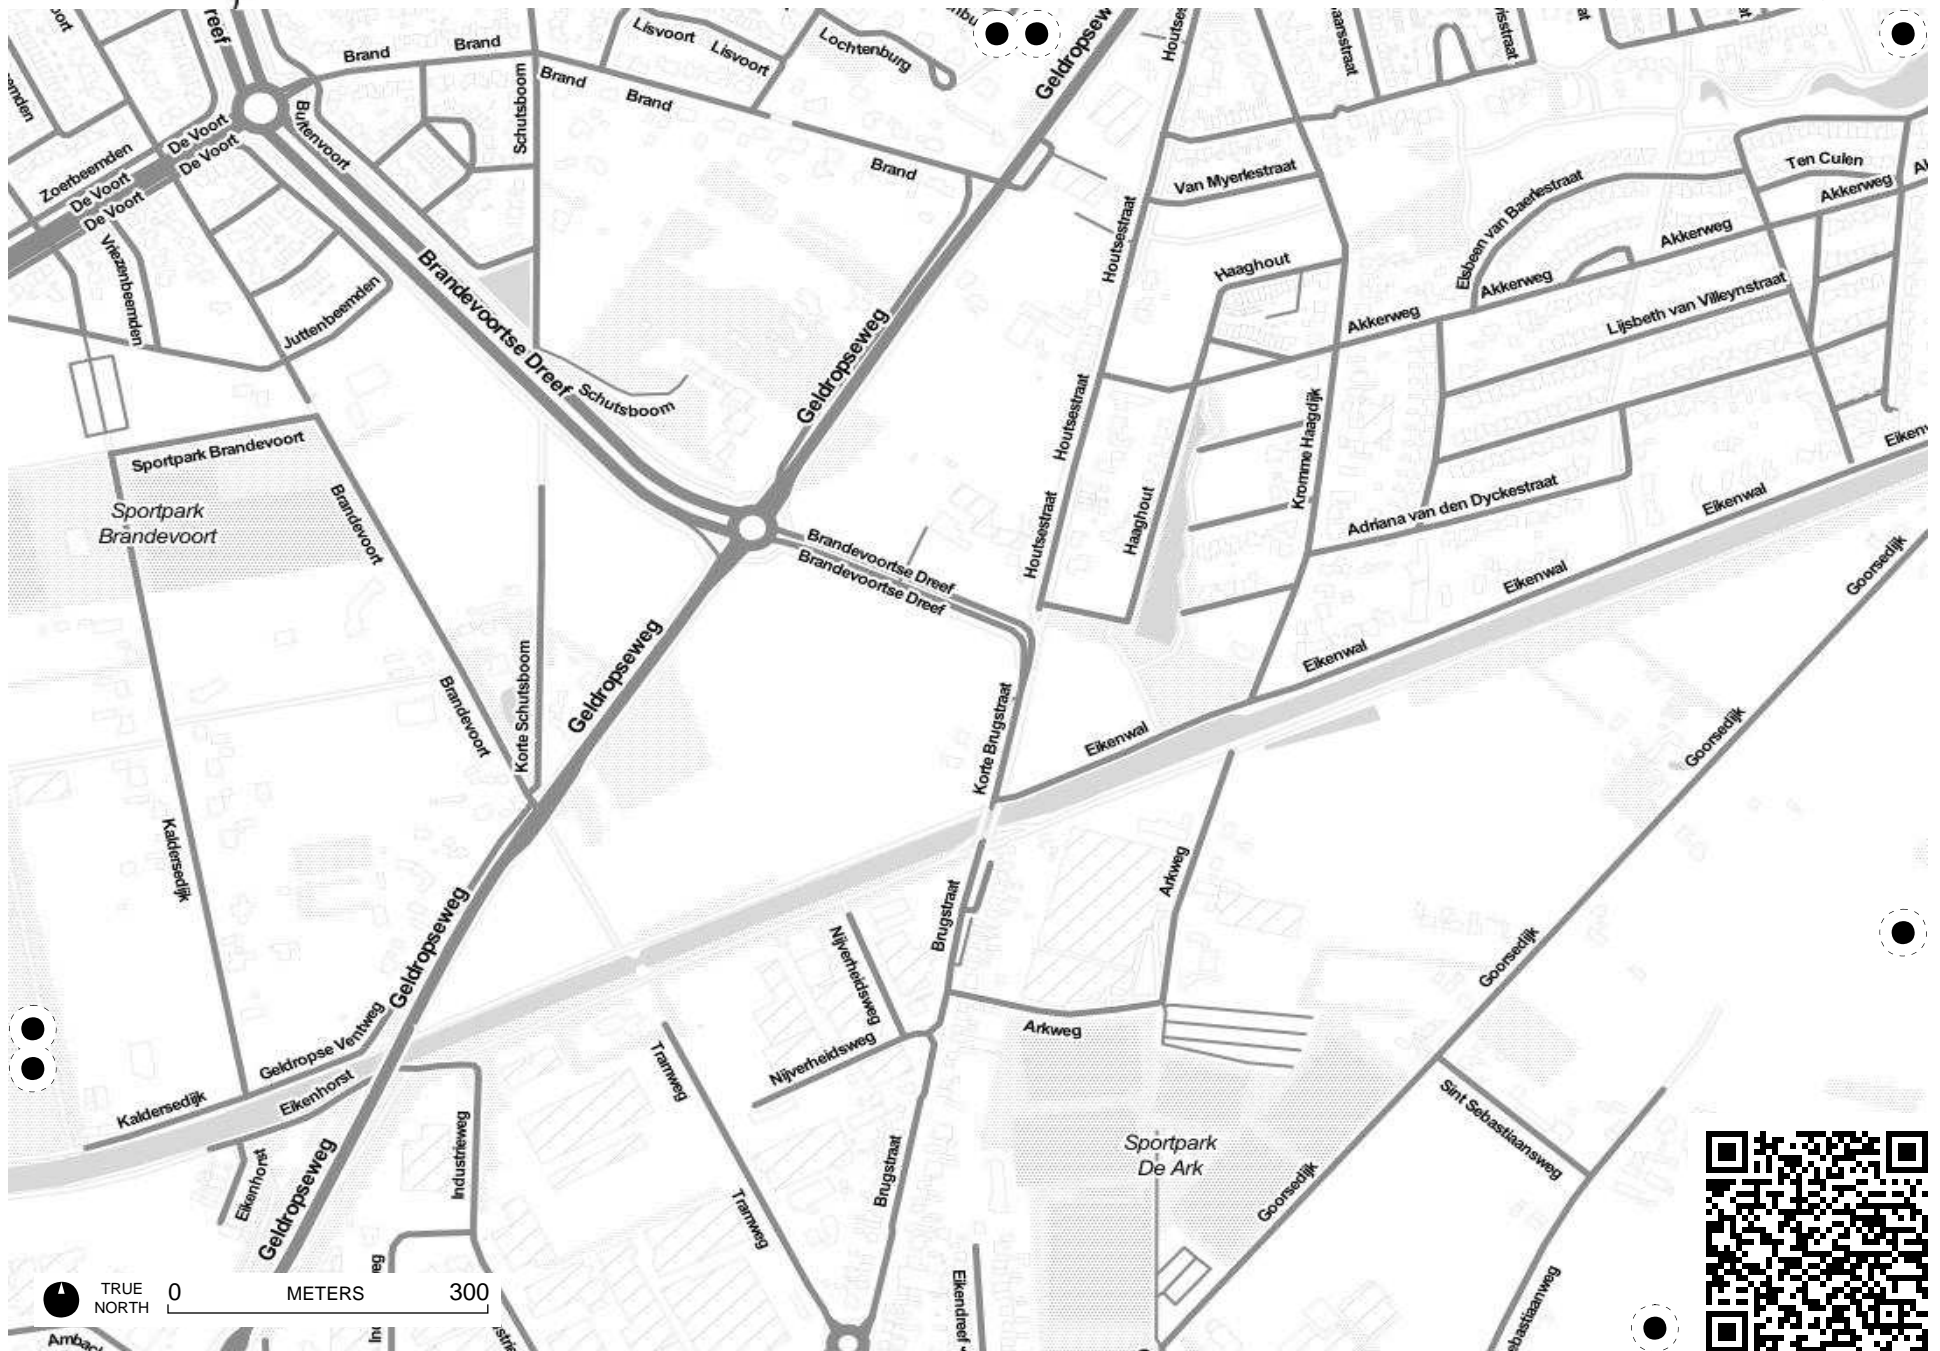 Brand
Brand
Lisvoort
Lisvoort
Lochtenburg
Geldropseweg
Brand
Brand
Schutsboom
Buitenvoort
De Voort
De Voort
Zoerbeemden
De Voort
De Voort
Vriezenbeemden
Juttenbeemden
Brandevoortse Dreef
Schutsboom
Brand
Geldropseweg
Houtsestraat
Van Myerlestraat
Haaghout
Elsbeen van Baerlestraat
Ten Culen
Akkerweg
Akkerweg
Akkerweg
Akkerweg
Lijsbeth van Villeynstraat
Houtsestraat
Kromme Haagdijk
Houtsestraat
Haaghout
Adriana van den Dyckestraat
Eikenwal
Eikenwal
Eikenwal
Eikenwal
Goorsedijk
Goorsedijk
Sportpark Brandevoort
Sportpark
Brandevoort
Brandevoort
Brandevoort
Korte Schutsboom
Geldropseweg
Brandevoortse Dreef
Brandevoortse Dreef
Korte Brugstraat
Kaldersedijk
Geldropseweg
Arkweg
Brugstraat
Nijverheidsweg
Nijverheidsweg
Arkweg
Goorsedijk
Geldropse Ventweg
Kaldersedijk
Eikenhorst
Eikenhorst
Geldropseweg
Industrieweg
Tramweg
Tramweg
Brugstraat
Sportpark
De Ark
Goorsedijk
Sint Sebastiaansweg
Eikendreef
TRUE
NORTH
0 METERS 300